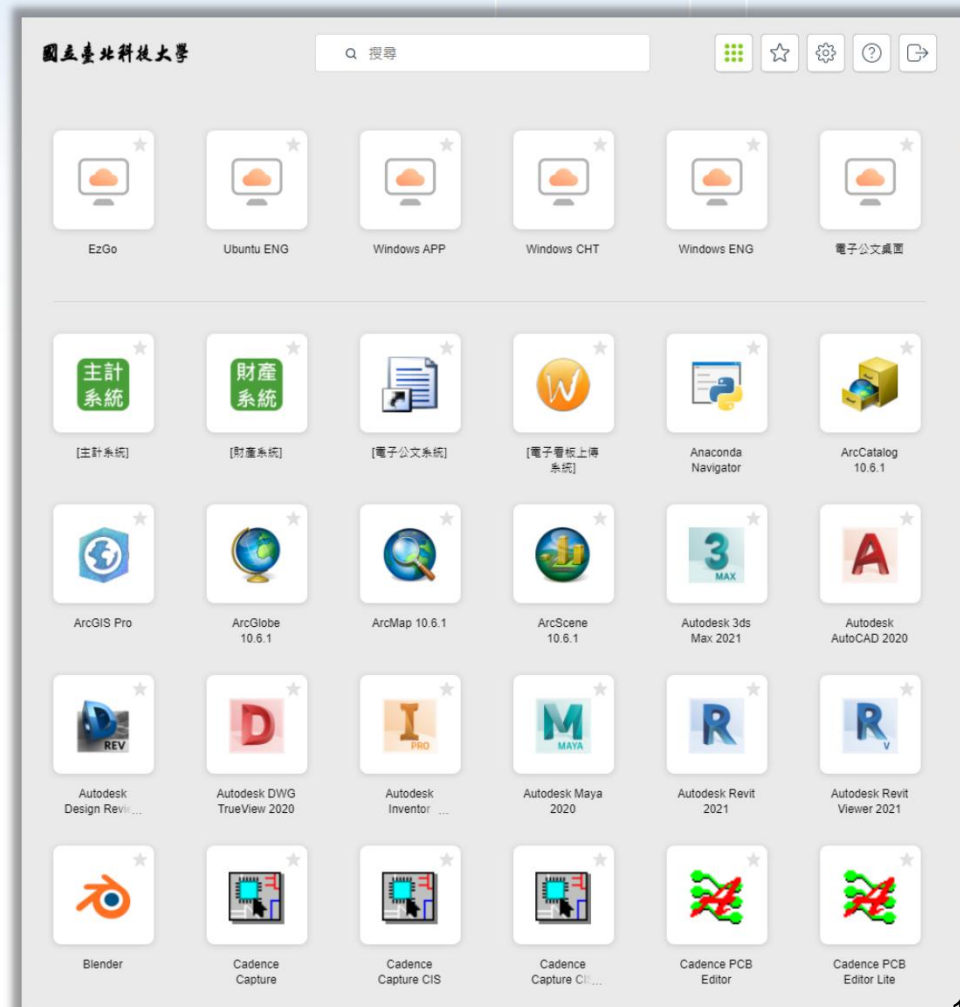 國立臺北科技大學
搜尋
EzGo
Ubuntu ENG
Windows APP
Windows CHT
Windows ENG
電子公文桌面
主計
系統
財產
系統
W
[主計系統]
[財產系統]
[電子公文系統]
[電子看板上傳
系統]
Anaconda
Navigator
ArcCatalog
10.6.1
3
MAX
A
ArcGIS Pro
ArcGlobe
10.6.1
ArcMap 10.6.1
ArcScene
10.6.1
Autodesk 3ds
Max 2021
Autodesk
AutoCAD 2020
D
REV
D
I
PRO
M
MAYA
R
R
V
Autodesk
Design Revie...
Autodesk DWG
TrueView 2020
Autodesk
Inventor ...
Autodesk Maya
2020
Autodesk Revit
2021
Autodesk Revit
Viewer 2021
Blender
Cadence
Capture
Cadence
Capture CIS
Cadence
Capture CI...
Cadence PCB
Editor
Cadence PCB
Editor Lite